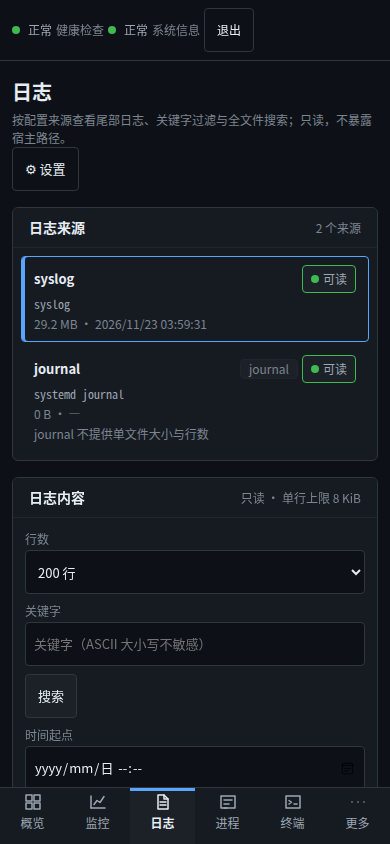 正常 健康检查 正常 系统信息 退出
日志
按配置来源查看尾部日志、关键字过滤与全文件搜索；只读，不暴露
宿主路径。
⚙ 设置
日志来源 2 个来源
syslog 可读
syslog
29.2 MB • 2026/11/23 03:59:31
journal journal 可读
systemd journal
0 B • —
journal 不提供单文件大小与行数
日志内容 只读 • 单行上限 8 KiB
行数
200 行
关键字
关键字（ASCII 大小写不敏感）
搜索
时间起点
yyyy/mm/日 --:--
概览 监控 日志 进程 终端 更多